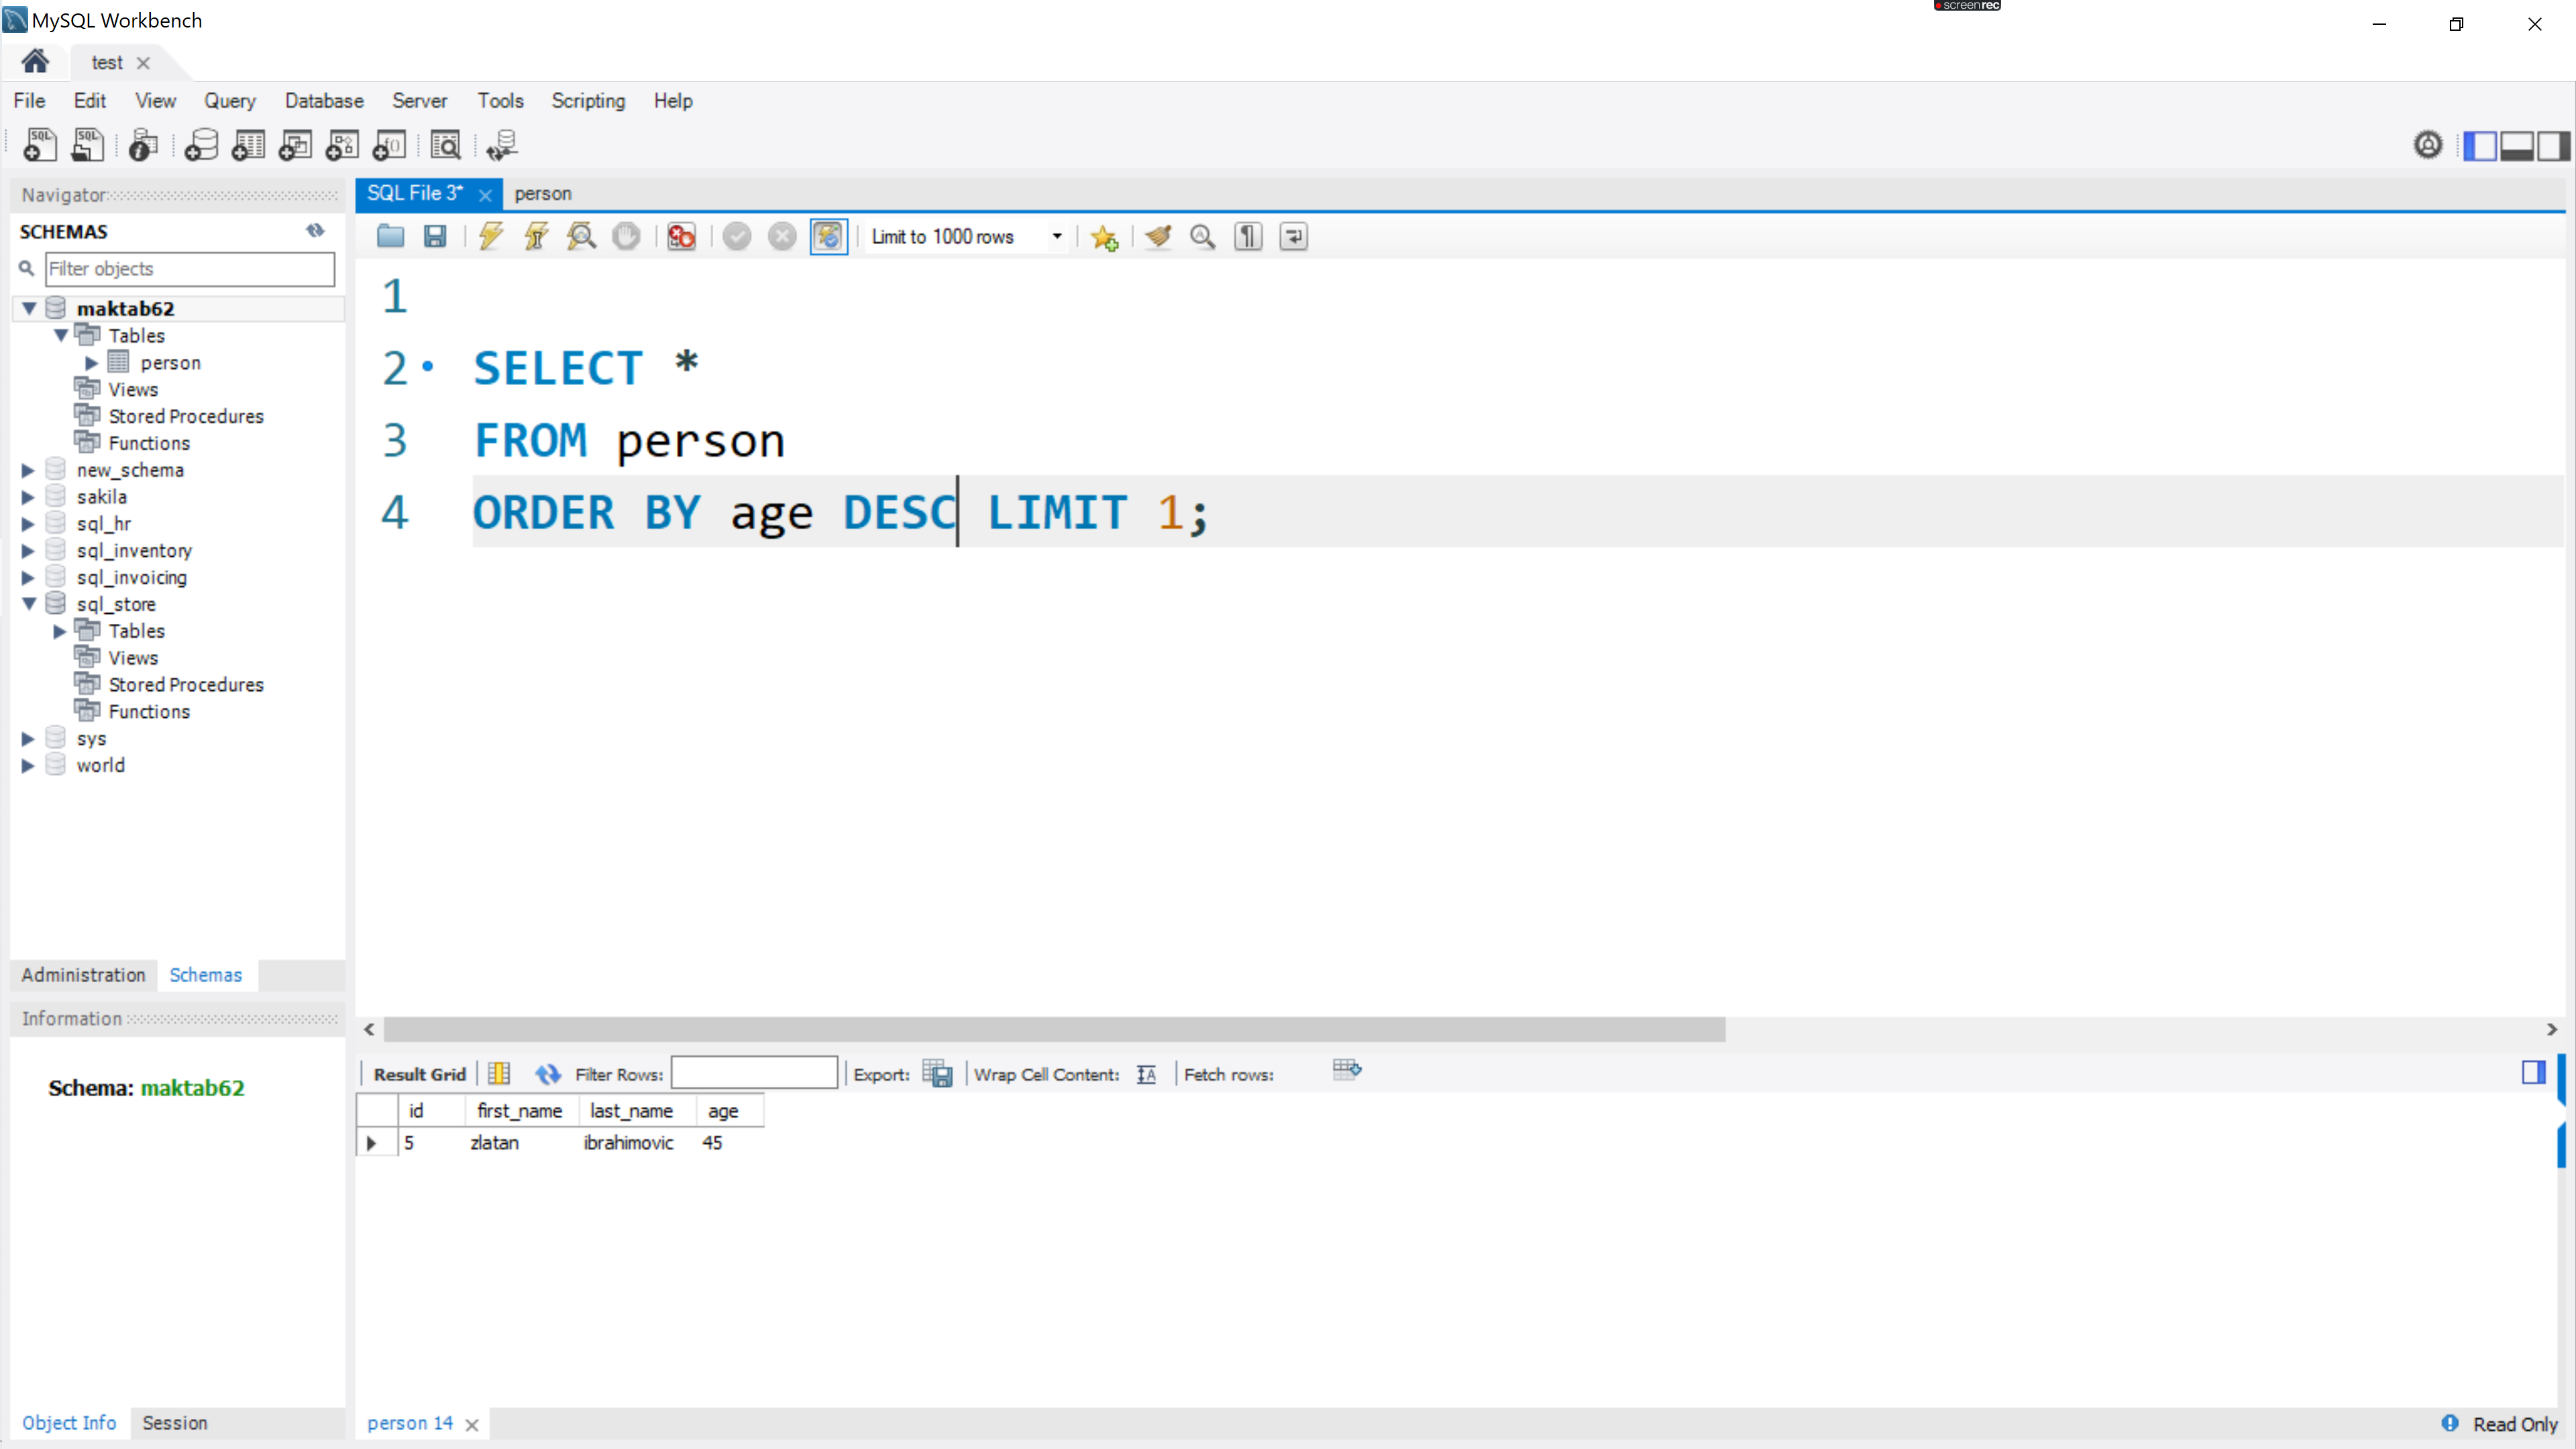 screenrec
MySQL Workbench
test
File Edit View Query Database Server Tools Scripting Help
Navigator
SCHEMAS
Filter objects
maktab62
Tables
person
Views
Stored Procedures
Functions
new_schema
sakila
sql_hr
sql_inventory
sql_invoicing
sql_store
Tables
Views
Stored Procedures
Functions
sys
world
Administration Schemas
Information
Schema: maktab62
Object Info Session
SQL File 3* person
Limit to 1000 rows
1
2 SELECT *
3 FROM person
4 ORDER BY age DESC LIMIT 1;
Result Grid Filter Rows: Export: Wrap Cell Content: Fetch rows:
id first_name last_name age
5 zlatan ibrahimovic 45
person 14
Read Only